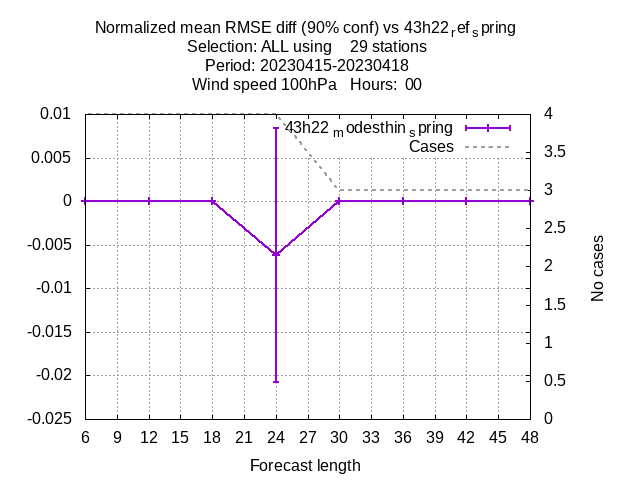 Normalized mean RMSE diff (90% conf) vs 43h22ᵣefₛpring
Selection: ALL using 29 stations
Period: 20230415-20230418
Wind speed 100hPa Hours: 00
0.01
0.005
0
-0.005
-0.01
-0.015
-0.02
-0.025
43h22ₘodesthinₛpring
Cases
4
3.5
3
2.5
2
1.5
1
0.5
0
No cases
6 9 12 15 18 21 24 27 30 33 36 39 42 45 48
Forecast length